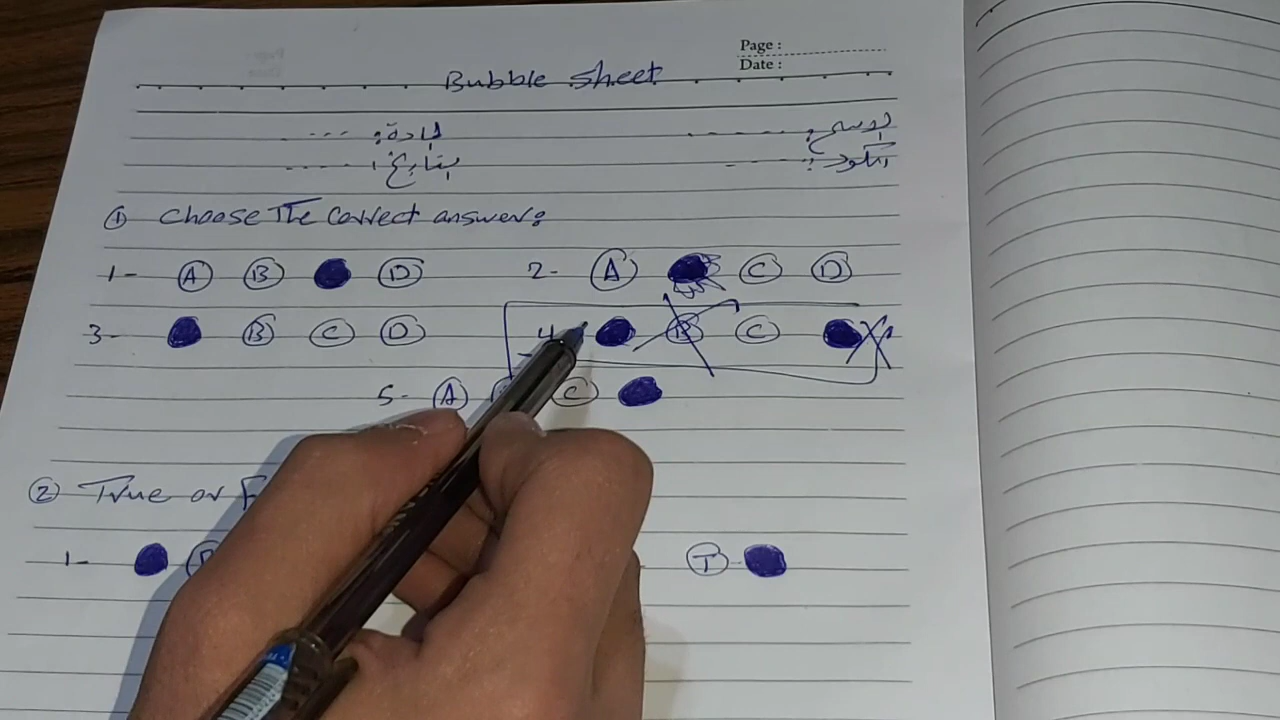 Page :
Date :
Bubble Sheet
الاسم: المادة:
الكود: التاريخ:
① Choose The Correct answer:
1- A B D 2- A C D
3- B C D 4 B C
5- A C
② True or F
1- T